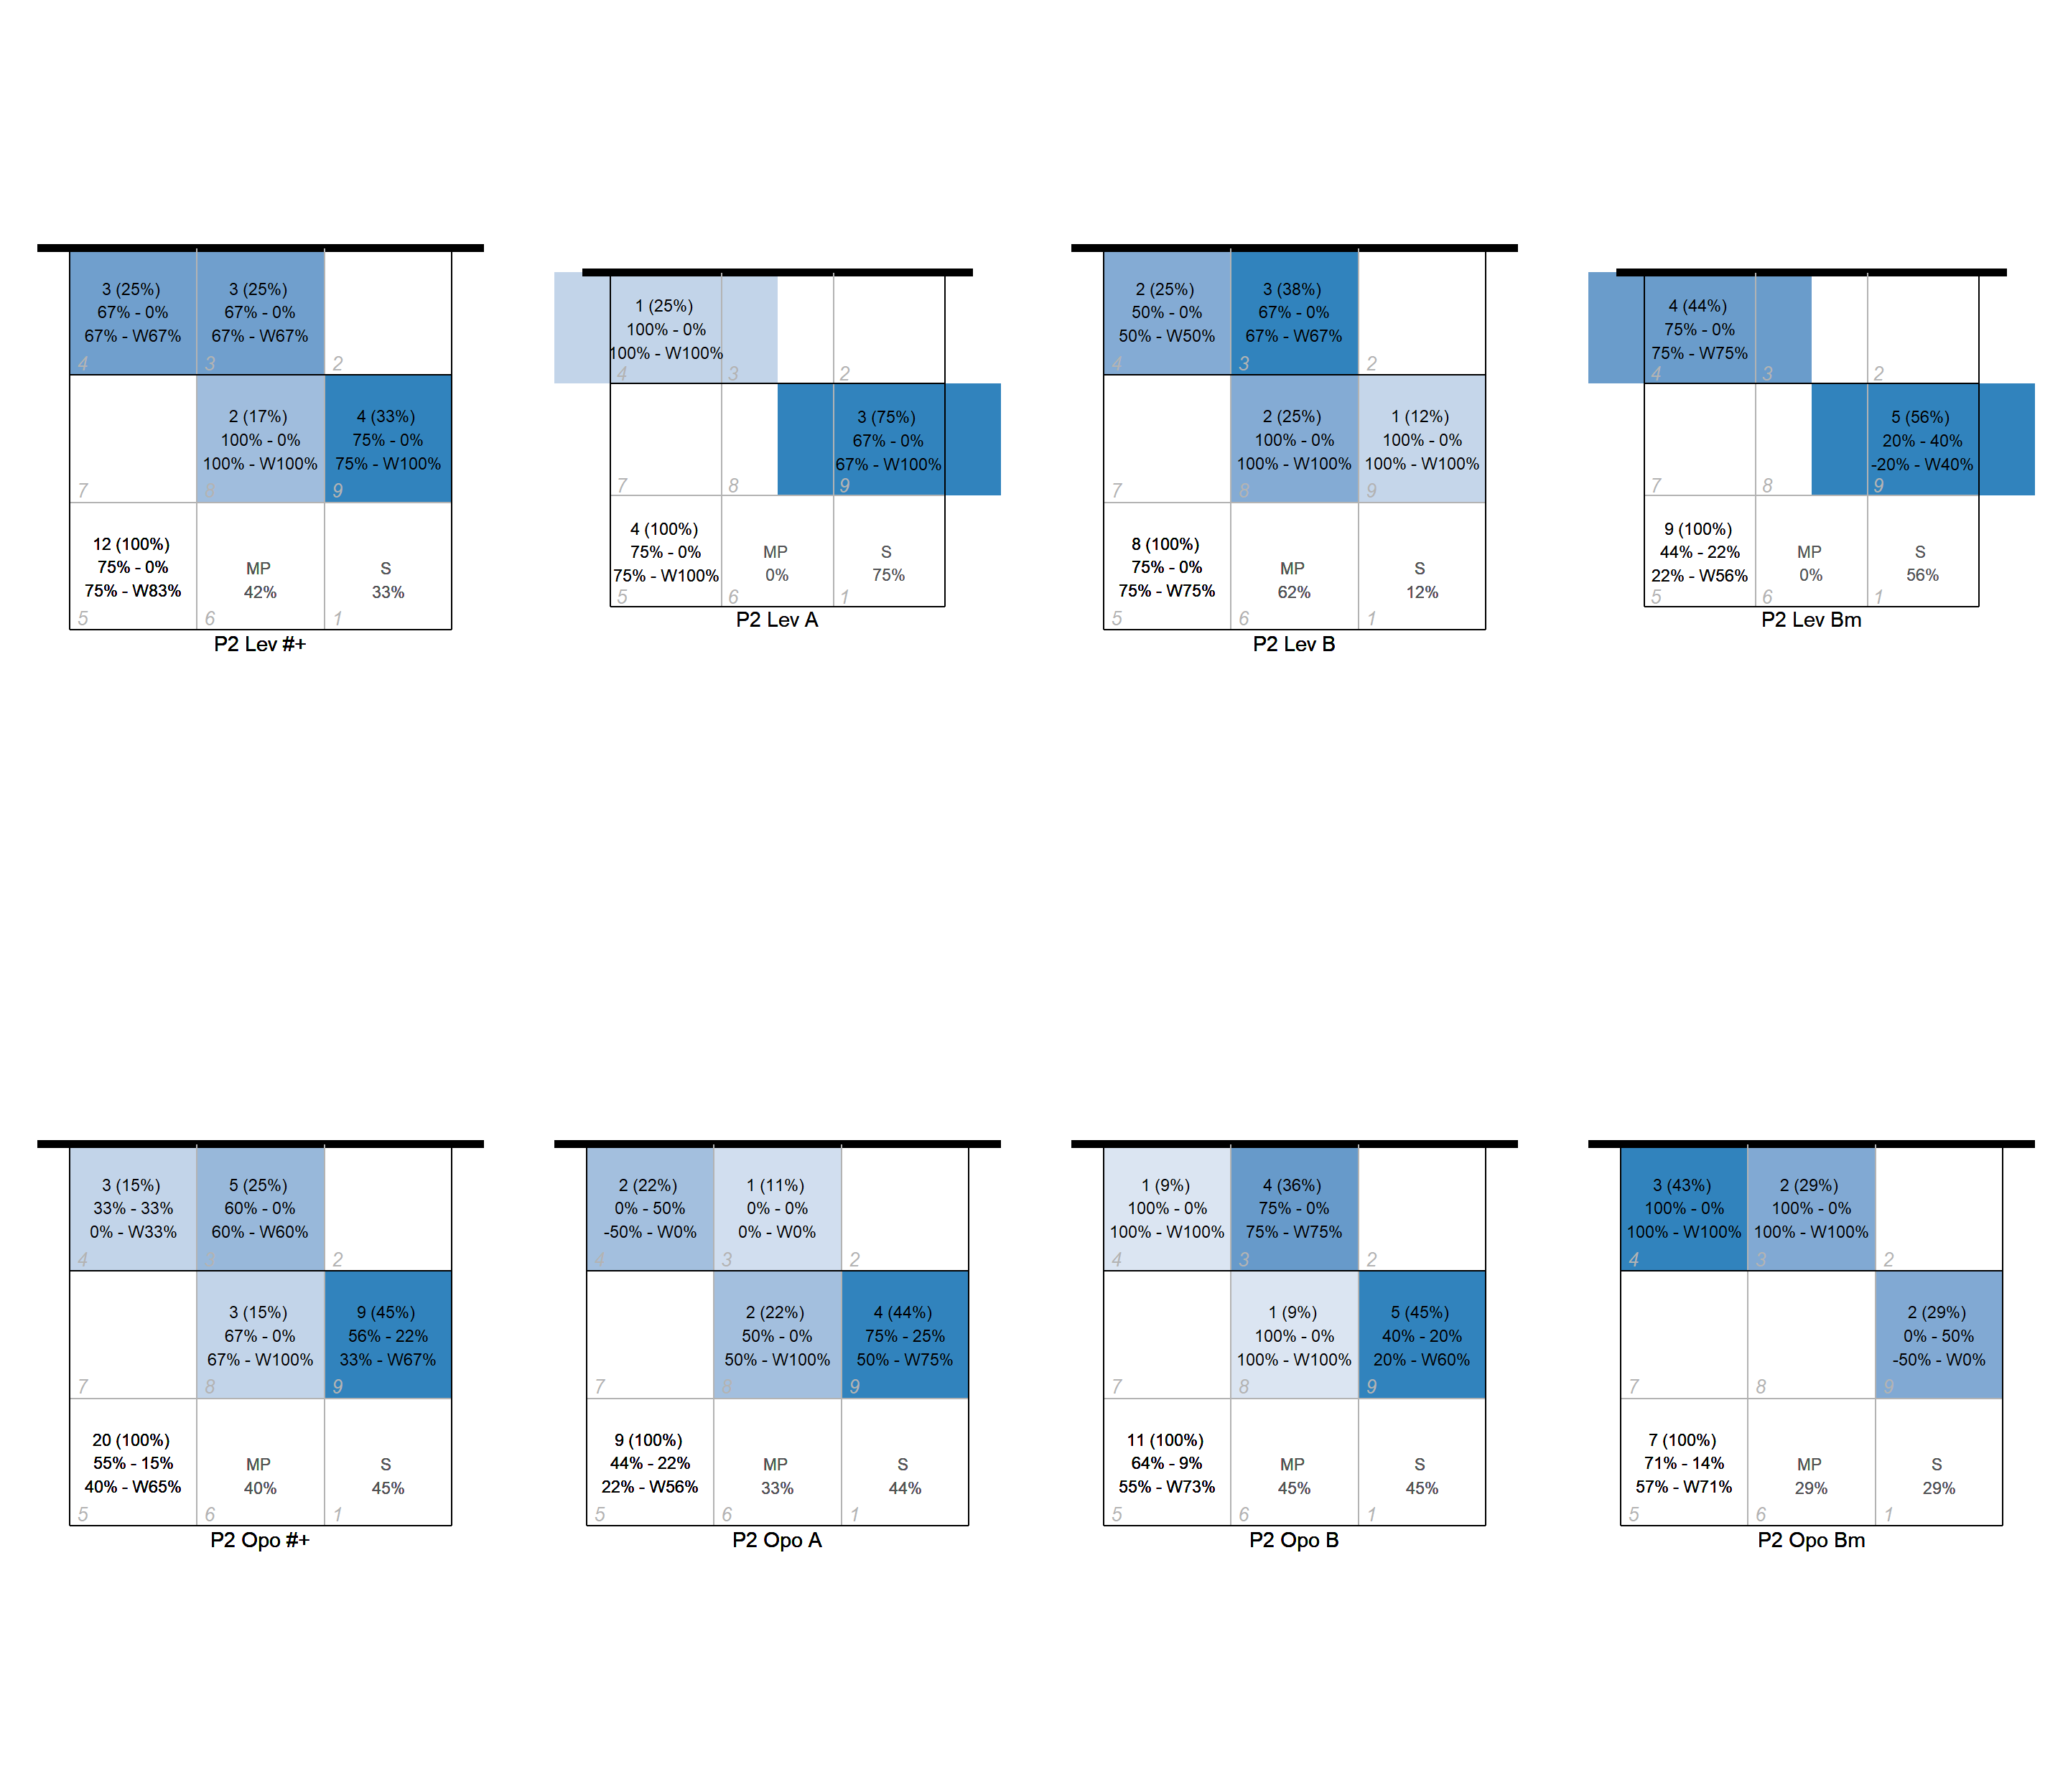 3 (25%)
67% - 0%
67% - W67%
4
3 (25%)
67% - 0%
67% - W67%
3
2
7
2 (17%)
100% - 0%
100% - W100%
8
4 (33%)
75% - 0%
75% - W100%
9
12 (100%)
75% - 0%
75% - W83%
5
MP
42%
6
S
33%
1
P2 Lev #+
1 (25%)
100% - 0%
100% - W100%
4
3
2
7
8
3 (75%)
67% - 0%
67% - W100%
9
4 (100%)
75% - 0%
75% - W100%
5
MP
0%
6
S
75%
1
P2 Lev A
2 (25%)
50% - 0%
50% - W50%
4
3 (38%)
67% - 0%
67% - W67%
3
2
7
2 (25%)
100% - 0%
100% - W100%
8
1 (12%)
100% - 0%
100% - W100%
9
8 (100%)
75% - 0%
75% - W75%
5
MP
62%
6
S
12%
1
P2 Lev B
4 (44%)
75% - 0%
75% - W75%
4
3
2
7
8
5 (56%)
20% - 40%
-20% - W40%
9
9 (100%)
44% - 22%
22% - W56%
5
MP
0%
6
S
56%
1
P2 Lev Bm
3 (15%)
33% - 33%
0% - W33%
4
5 (25%)
60% - 0%
60% - W60%
3
2
7
3 (15%)
67% - 0%
67% - W100%
8
9 (45%)
56% - 22%
33% - W67%
9
20 (100%)
55% - 15%
40% - W65%
5
MP
40%
6
S
45%
1
P2 Opo #+
2 (22%)
0% - 50%
-50% - W0%
4
1 (11%)
0% - 0%
0% - W0%
3
2
7
2 (22%)
50% - 0%
50% - W100%
8
4 (44%)
75% - 25%
50% - W75%
9
9 (100%)
44% - 22%
22% - W56%
5
MP
33%
6
S
44%
1
P2 Opo A
1 (9%)
100% - 0%
100% - W100%
4
4 (36%)
75% - 0%
75% - W75%
3
2
7
1 (9%)
100% - 0%
100% - W100%
8
5 (45%)
40% - 20%
20% - W60%
9
11 (100%)
64% - 9%
55% - W73%
5
MP
45%
6
S
45%
1
P2 Opo B
3 (43%)
100% - 0%
100% - W100%
4
2 (29%)
100% - 0%
100% - W100%
3
2
7
8
2 (29%)
0% - 50%
-50% - W0%
9
7 (100%)
71% - 14%
57% - W71%
5
MP
29%
6
S
29%
1
P2 Opo Bm